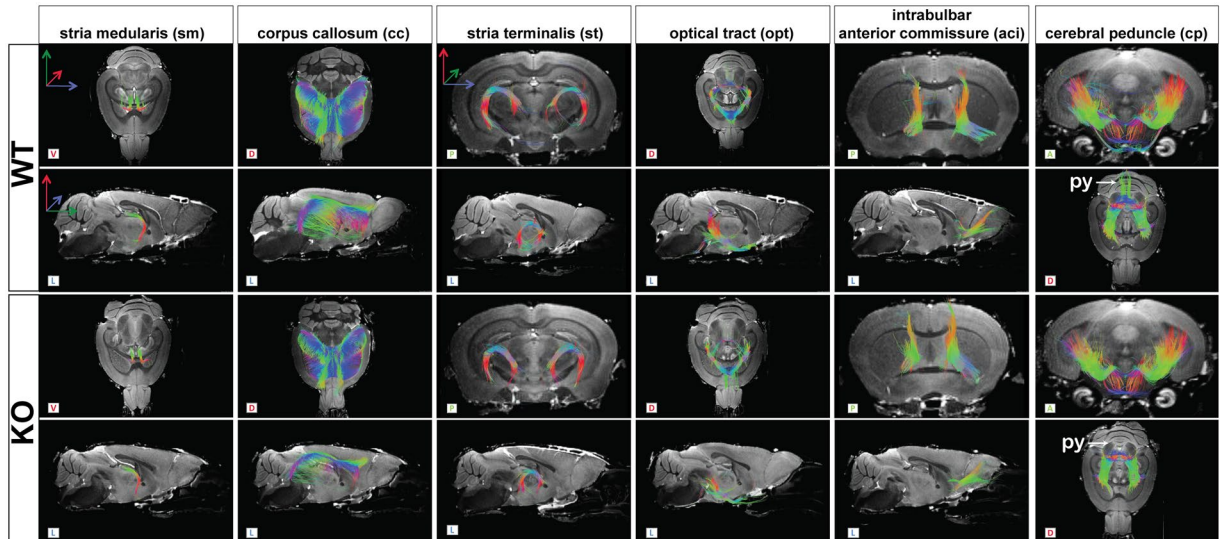 stria medularis (sm)
corpus callosum (cc)
stria terminalis (st)
optical tract (opt)
intrabulbar
anterior commissure (aci)
cerebral peduncle (cp)
WT
V
D
P
D
P
A
L
L
L
L
L
py
D
KO
V
D
P
D
P
A
L
L
L
L
L
py
D